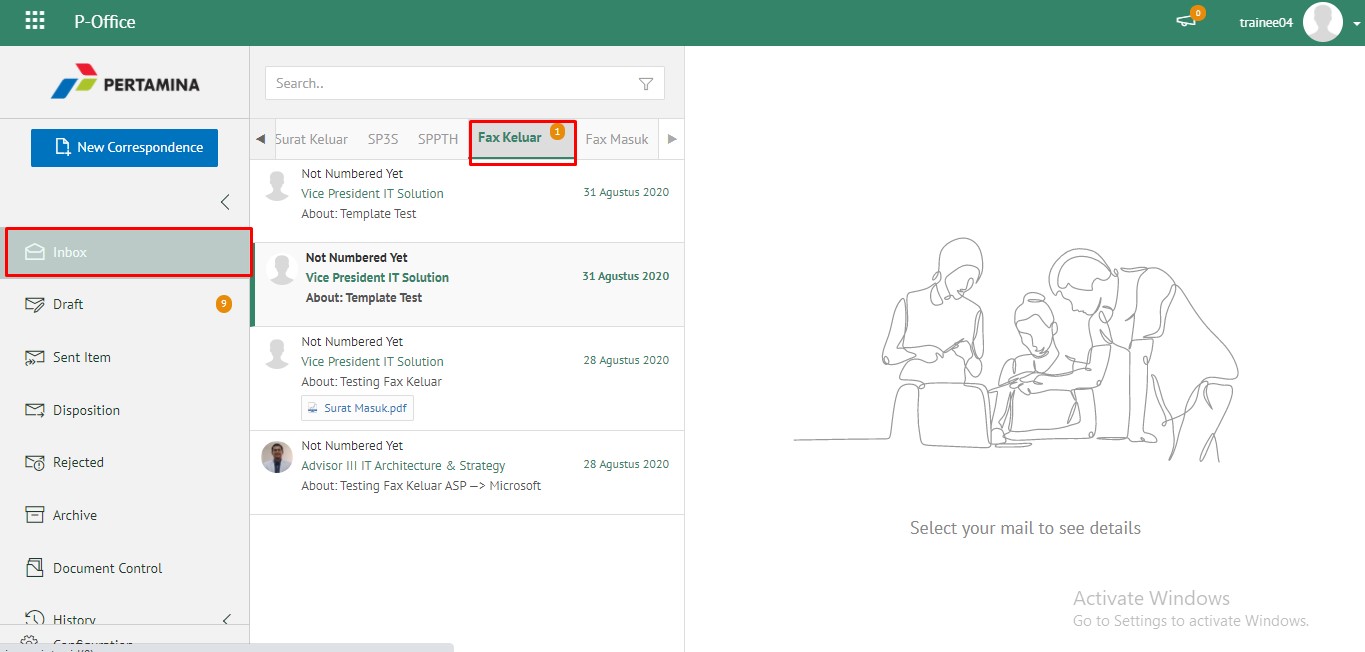 P-Office
0
trainee04
PERTAMINA
New Correspondence
Inbox
Draft
9
Sent Item
Disposition
Rejected
Archive
Document Control
History
Configuration
Search..
Surat Keluar
SP3S
SPPTH
Fax Keluar
1
Fax Masuk
Not Numbered Yet
Vice President IT Solution
31 Agustus 2020
About: Template Test
Not Numbered Yet
Vice President IT Solution
31 Agustus 2020
About: Template Test
Not Numbered Yet
Vice President IT Solution
28 Agustus 2020
About: Testing Fax Keluar
Surat Masuk.pdf
Not Numbered Yet
Advisor III IT Architecture & Strategy
28 Agustus 2020
About: Testing Fax Keluar ASP —> Microsoft
Select your mail to see details
Activate Windows
Go to Settings to activate Windows.